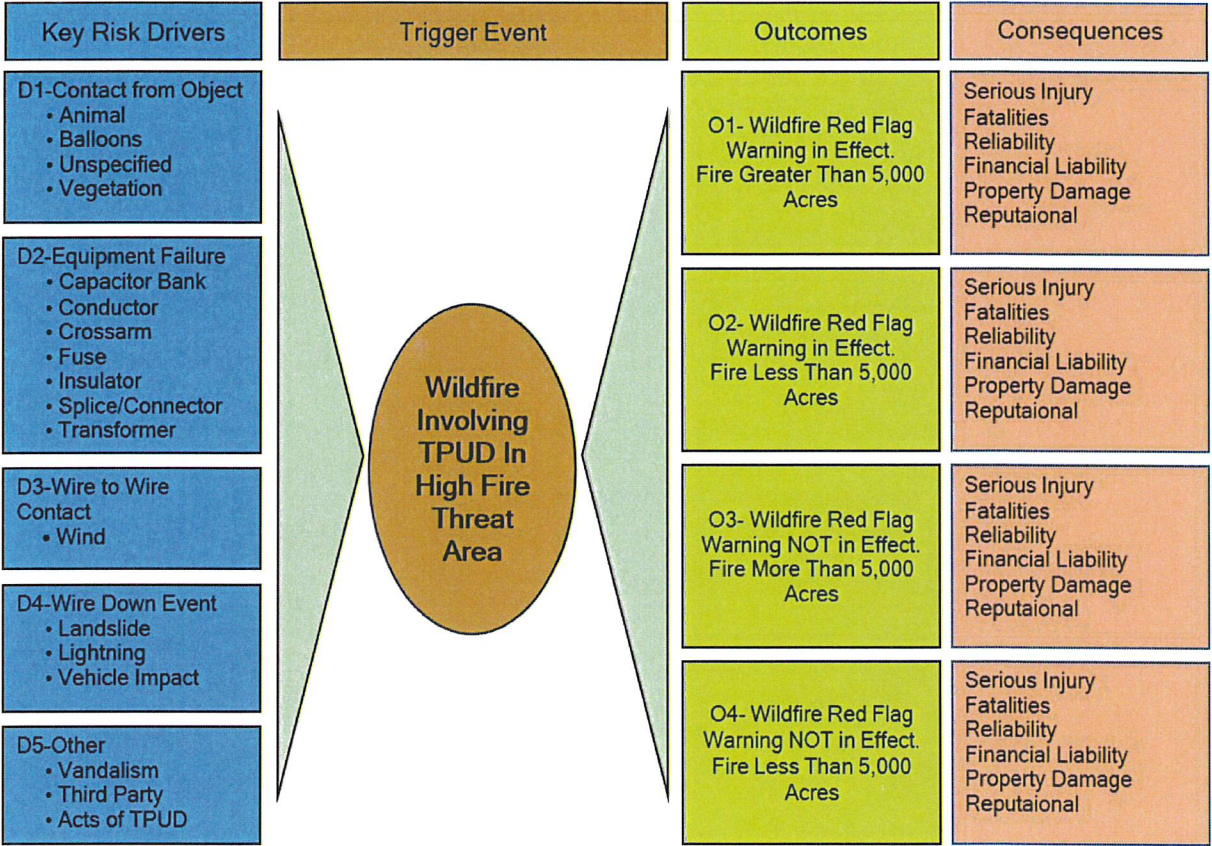 Key Risk Drivers
Trigger Event
Outcomes
Consequences
D1-Contact from Object
• Animal
• Balloons
• Unspecified
• Vegetation
D2-Equipment Failure
• Capacitor Bank
• Conductor
• Crossarm
• Fuse
• Insulator
• Splice/Connector
• Transformer
D3-Wire to Wire
Contact
• Wind
D4-Wire Down Event
• Landslide
• Lightning
• Vehicle Impact
D5-Other
• Vandalism
• Third Party
• Acts of TPUD
Wildfire
Involving
TPUD In
High Fire
Threat
Area
O1- Wildfire Red Flag
Warning in Effect.
Fire Greater Than 5,000
Acres
O2- Wildfire Red Flag
Warning in Effect.
Fire Less Than 5,000
Acres
O3- Wildfire Red Flag
Warning NOT in Effect.
Fire More Than 5,000
Acres
O4- Wildfire Red Flag
Warning NOT in Effect.
Fire Less Than 5,000
Acres
Serious Injury
Fatalities
Reliability
Financial Liability
Property Damage
Reputaional
Serious Injury
Fatalities
Reliability
Financial Liability
Property Damage
Reputaional
Serious Injury
Fatalities
Reliability
Financial Liability
Property Damage
Reputaional
Serious Injury
Fatalities
Reliability
Financial Liability
Property Damage
Reputaional